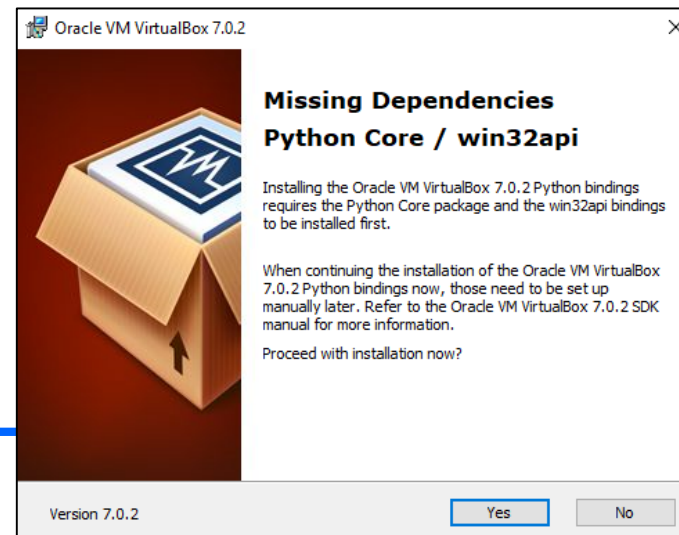 Oracle VM VirtualBox 7.0.2
Missing Dependencies
Python Core / win32api
Installing the Oracle VM VirtualBox 7.0.2 Python bindings
requires the Python Core package and the win32api bindings
to be installed first.
When continuing the installation of the Oracle VM VirtualBox
7.0.2 Python bindings now, those need to be set up
manually later. Refer to the Oracle VM VirtualBox 7.0.2 SDK
manual for more information.
Proceed with installation now?
Version 7.0.2
Yes
No